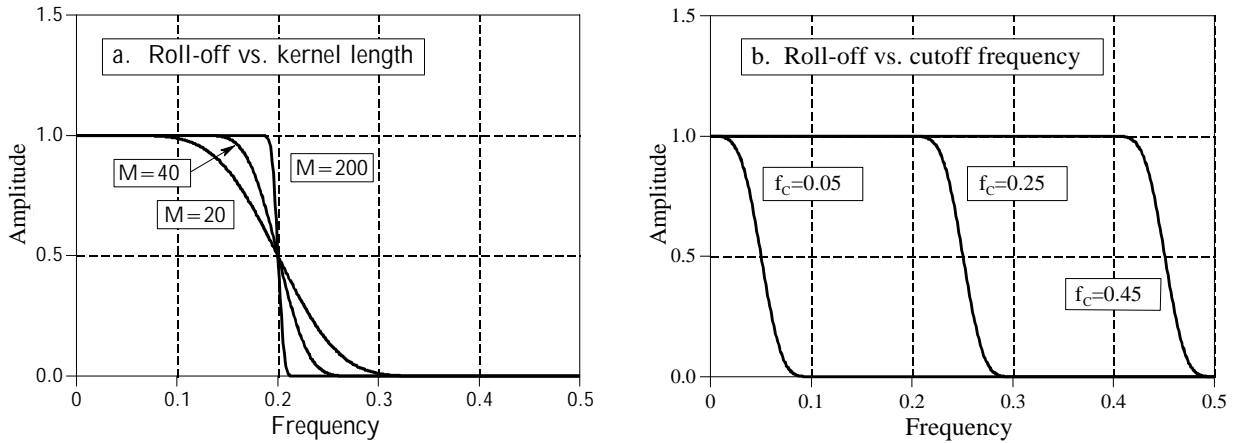 1.5
a. Roll-off vs. kernel length
1.0
M=40
M=200
M=20
0.5
0.0
0 0.1 0.2 0.3 0.4 0.5
Frequency
Amplitude
1.5
b. Roll-off vs. cutoff frequency
1.0
f_C=0.05
f_C=0.25
0.5
f_C=0.45
0.0
0 0.1 0.2 0.3 0.4 0.5
Frequency
Amplitude